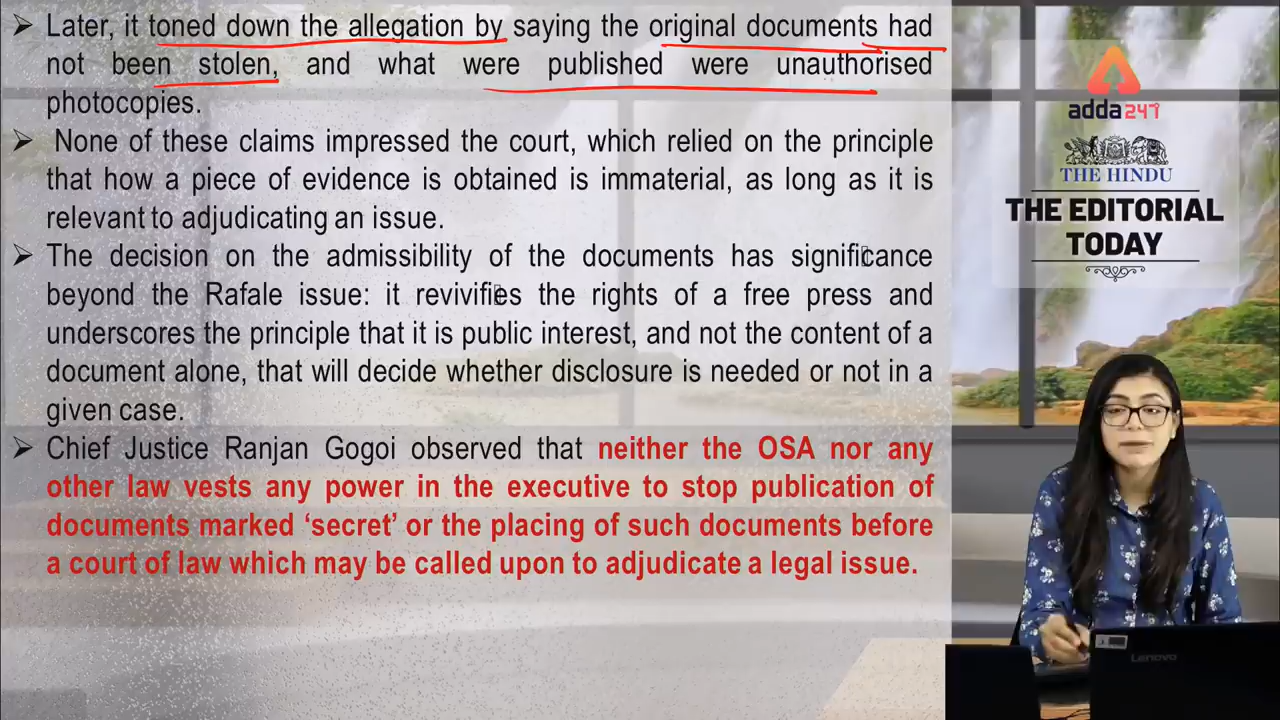 ➤ Later, it toned down the allegation by saying the original documents had
not been stolen, and what were published were unauthorised
photocopies.
➤ None of these claims impressed the court, which relied on the principle
that how a piece of evidence is obtained is immaterial, as long as it is
relevant to adjudicating an issue.
➤ The decision on the admissibility of the documents has significance
beyond the Rafale issue: it revivifies the rights of a free press and
underscores the principle that it is public interest, and not the content of a
document alone, that will decide whether disclosure is needed or not in a
given case.
➤ Chief Justice Ranjan Gogoi observed that neither the OSA nor any
other law vests any power in the executive to stop publication of
documents marked ‘secret’ or the placing of such documents before
a court of law which may be called upon to adjudicate a legal issue.
adda247
THE HINDU
THE EDITORIAL
TODAY
Lenovo